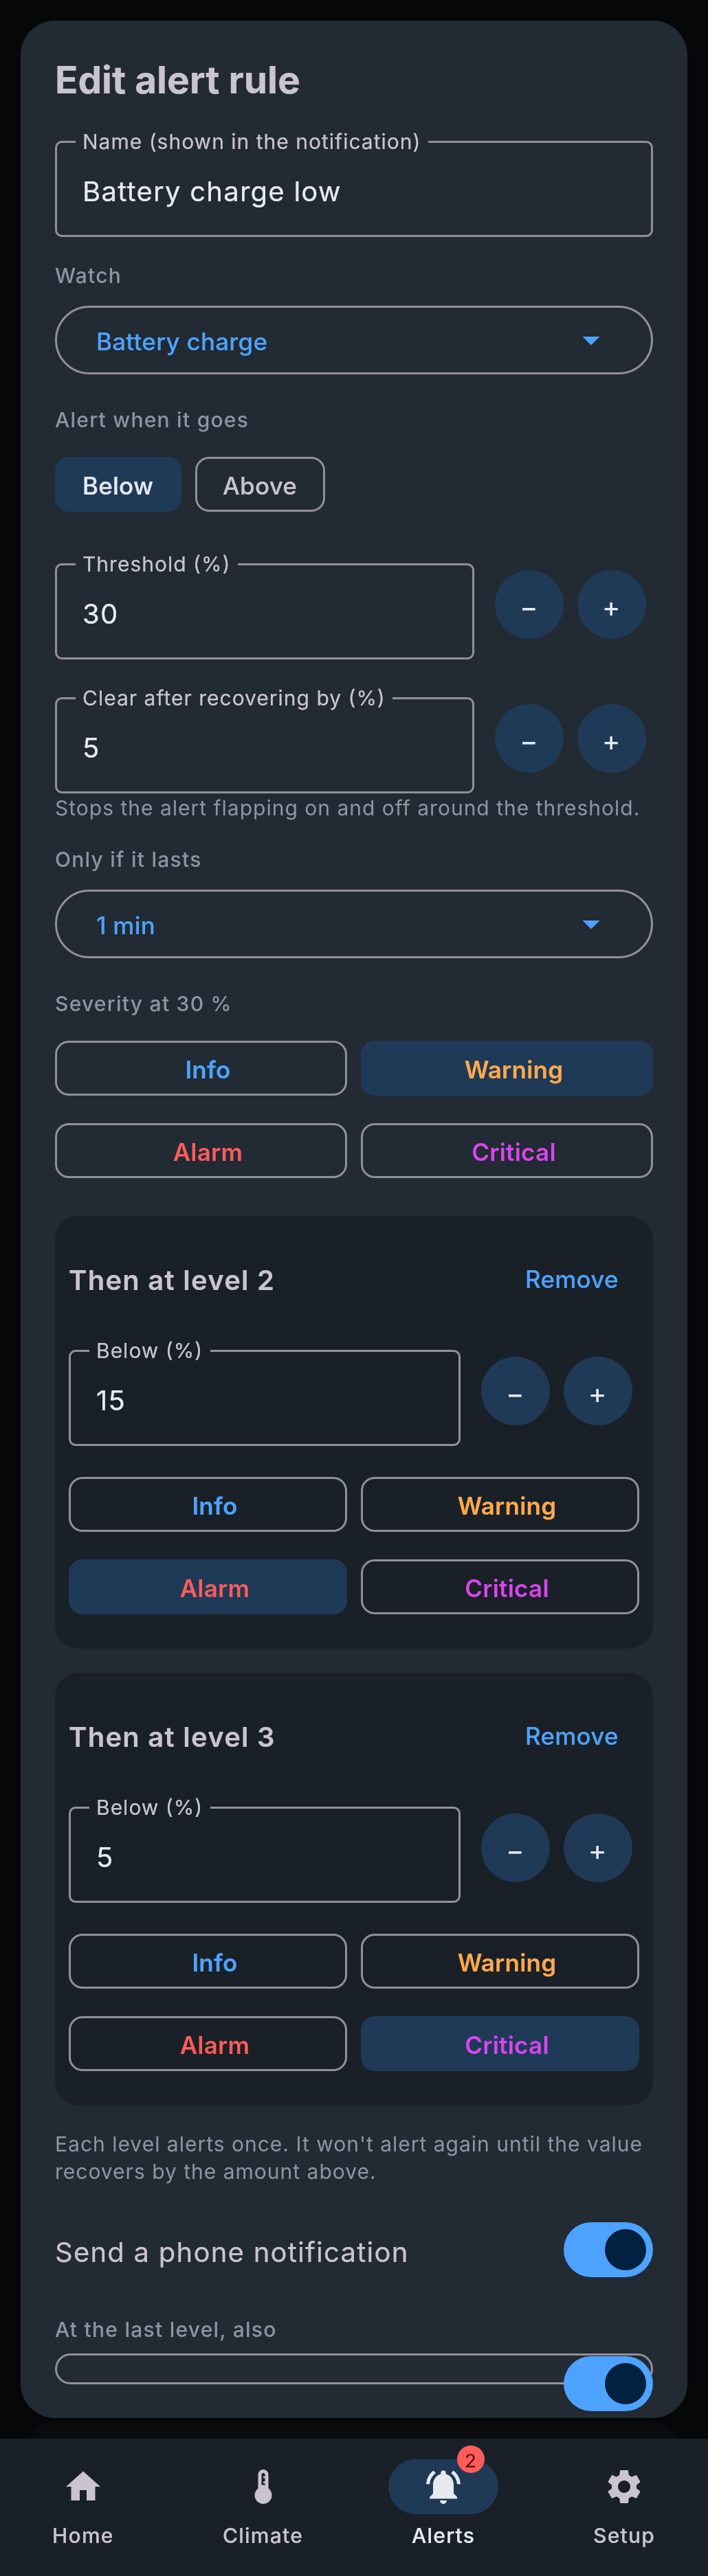 Edit alert rule
Name (shown in the notification)
Battery charge low
Watch
Battery charge
Alert when it goes
Below
Above
Threshold (%)
30
−
+
Clear after recovering by (%)
5
−
+
Stops the alert flapping on and off around the threshold.
Only if it lasts
1 min
Severity at 30 %
Info
Warning
Alarm
Critical
Then at level 2
Remove
Below (%)
15
−
+
Info
Warning
Alarm
Critical
Then at level 3
Remove
Below (%)
5
−
+
Info
Warning
Alarm
Critical
Each level alerts once. It won't alert again until the value
recovers by the amount above.
Send a phone notification
At the last level, also
2
Home
Climate
Alerts
Setup